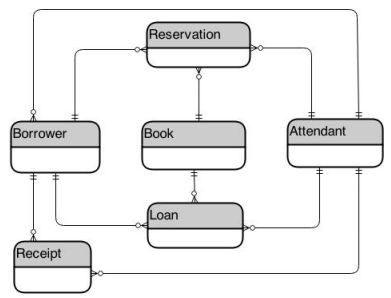 Reservation
Borrower
Book
Attendant
Loan
Receipt